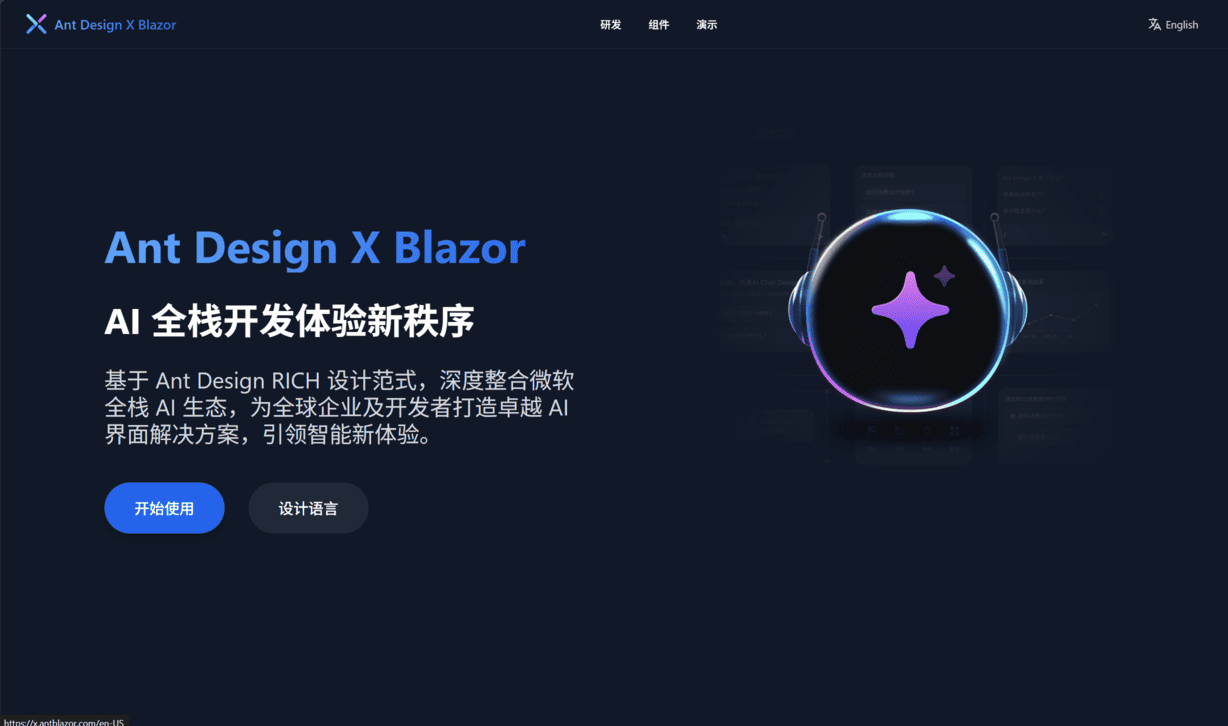 Ant Design X Blazor
研发
组件
演示
English
Ant Design X Blazor
AI 全栈开发体验新秩序
基于 Ant Design RICH 设计范式，深度整合微软
全栈 AI 生态，为全球企业及开发者打造卓越 AI
界面解决方案，引领智能新体验。
开始使用
设计语言
https://x.antblazor.com/en-US